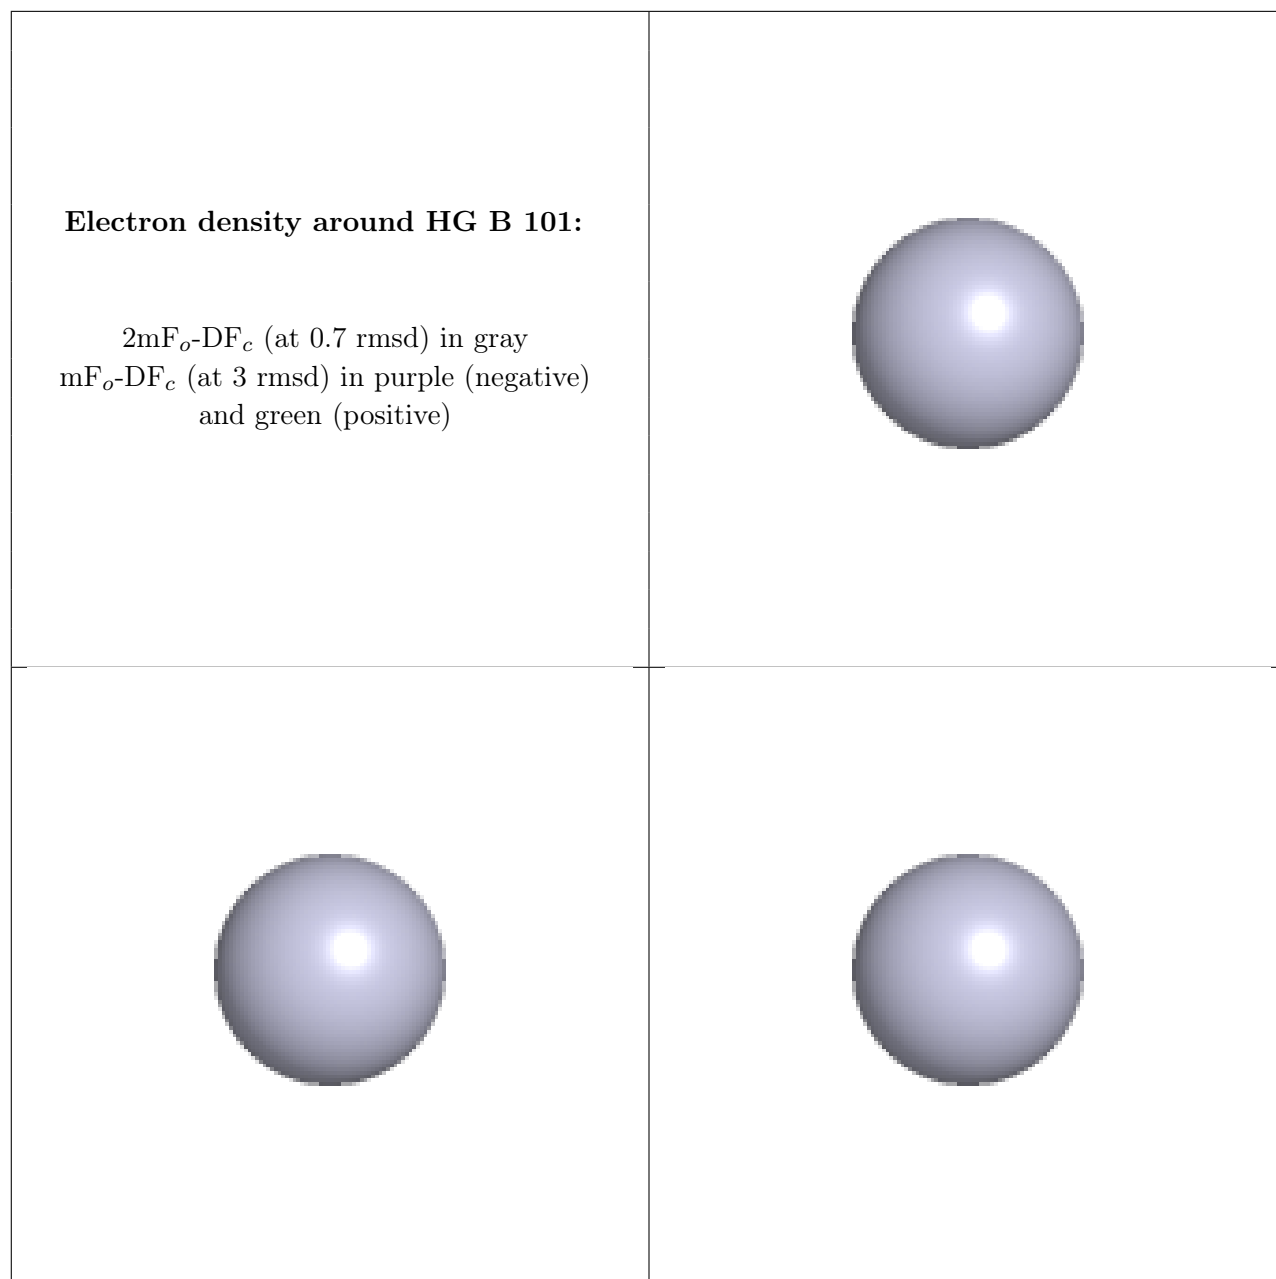 Electron density around HG B 101:
2mFo-DFc (at 0.7 rmsd) in gray
mFo-DFc (at 3 rmsd) in purple (negative)
and green (positive)